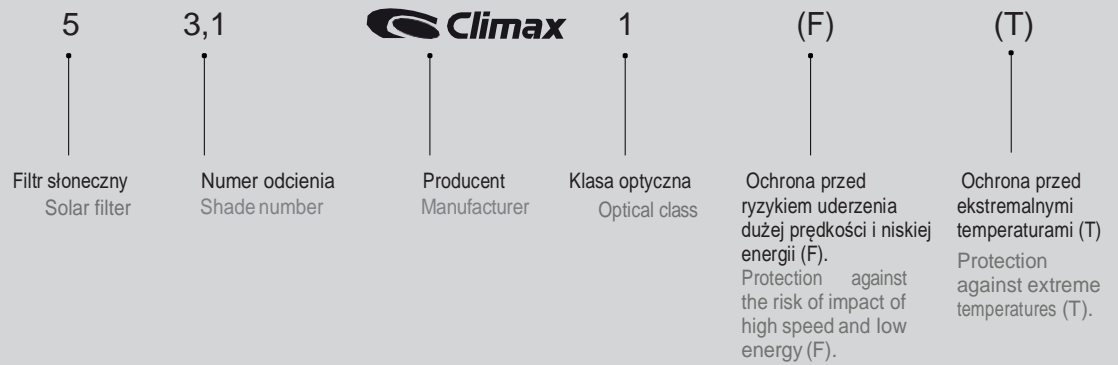 5 3,1 Climax 1 (F) (T)
Filtr słoneczny
Solar filter
Numer odcienia
Shade number
Producent
Manufacturer
Klasa optyczna
Optical class
Ochrona przed
ryzykiem uderzenia
dużej prędkości i niskiej
energii (F).
Protection against
the risk of impact of
high speed and low
energy (F).
Ochrona przed
ekstremalnymi
temperaturami (T)
Protection
against extreme
temperatures (T).